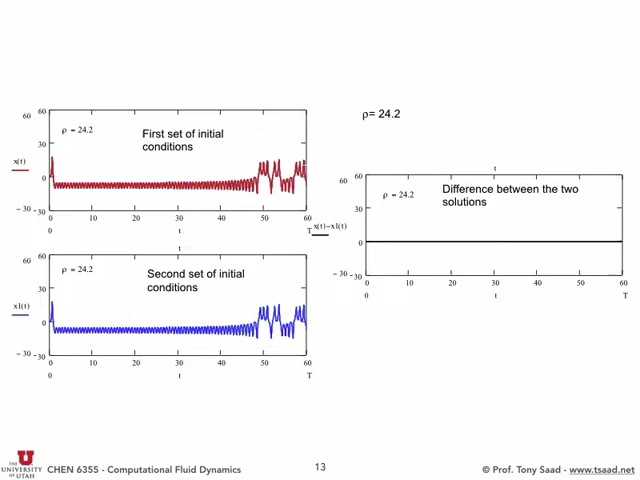 ρ = 24.2
60 60
ρ = 24.2
First set of initial
conditions
30
x(t)
0
− 30 −30
0 10 20 30 40 50 60
t T
t
60 60
ρ = 24.2
Second set of initial
conditions
30
x1(t)
0
− 30 −30
0 10 20 30 40 50 60
t T
t
60 60
ρ = 24.2
Difference between the two
solutions
30
x(t)−x1(t)
0
− 30 −30
0 10 20 30 40 50 60
t T
THE
UNIVERSITY
OF UTAH
CHEN 6355 - Computational Fluid Dynamics
13
© Prof. Tony Saad - www.tsaad.net